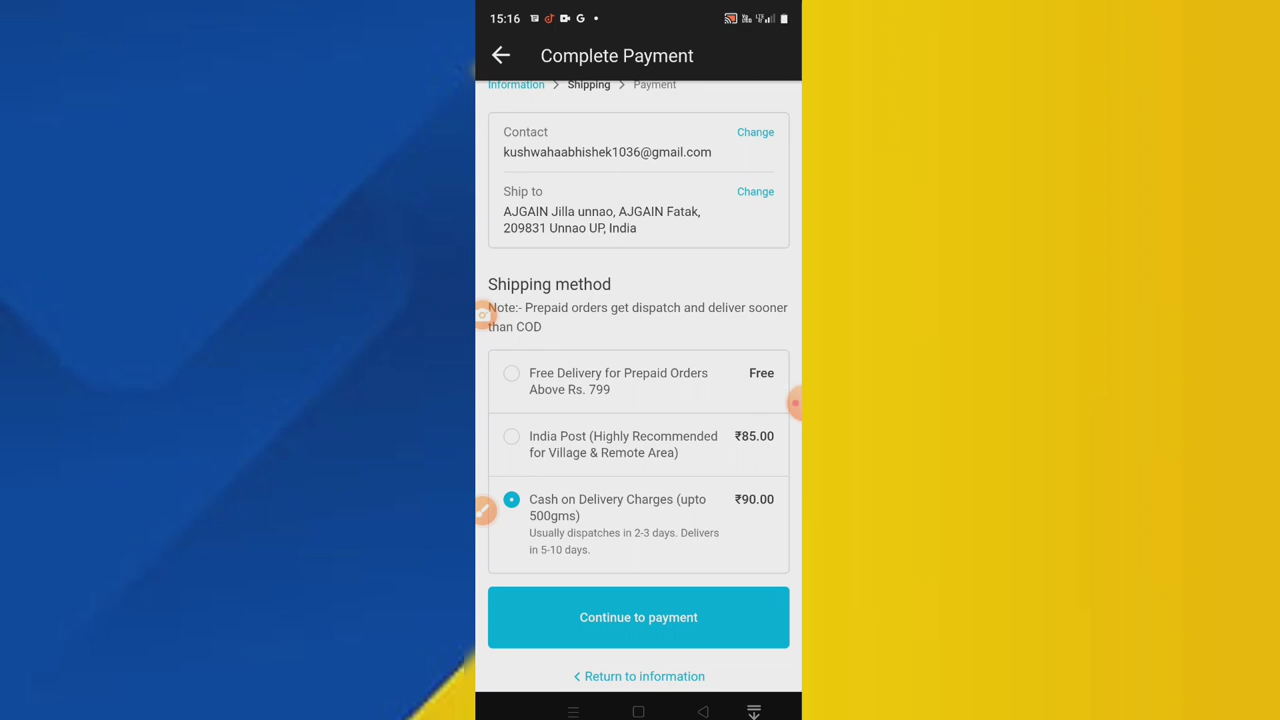 15:16
Complete Payment
Information > Shipping > Payment
Contact Change
kushwahaabhishek1036@gmail.com
Ship to Change
AJGAIN Jilla unnao, AJGAIN Fatak,
209831 Unnao UP, India
Shipping method
Note:- Prepaid orders get dispatch and deliver sooner
than COD
Free Delivery for Prepaid Orders Free
Above Rs. 799
India Post (Highly Recommended ₹85.00
for Village & Remote Area)
Cash on Delivery Charges (upto ₹90.00
500gms)
Usually dispatches in 2-3 days. Delivers
in 5-10 days.
Continue to payment
< Return to information